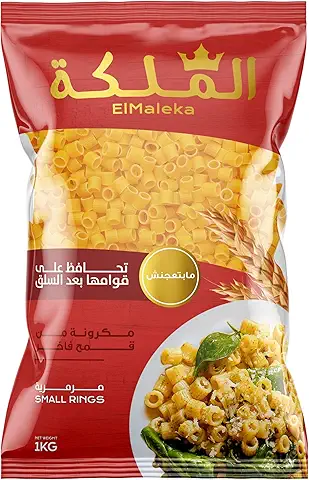 الملكة
ElMaleka
تحافظ على
قوامها بعد السلق
مابتعجنش
مكرونة من
قمح فاخر
مرمرية
SMALL RINGS
NET WEIGHT
1KG